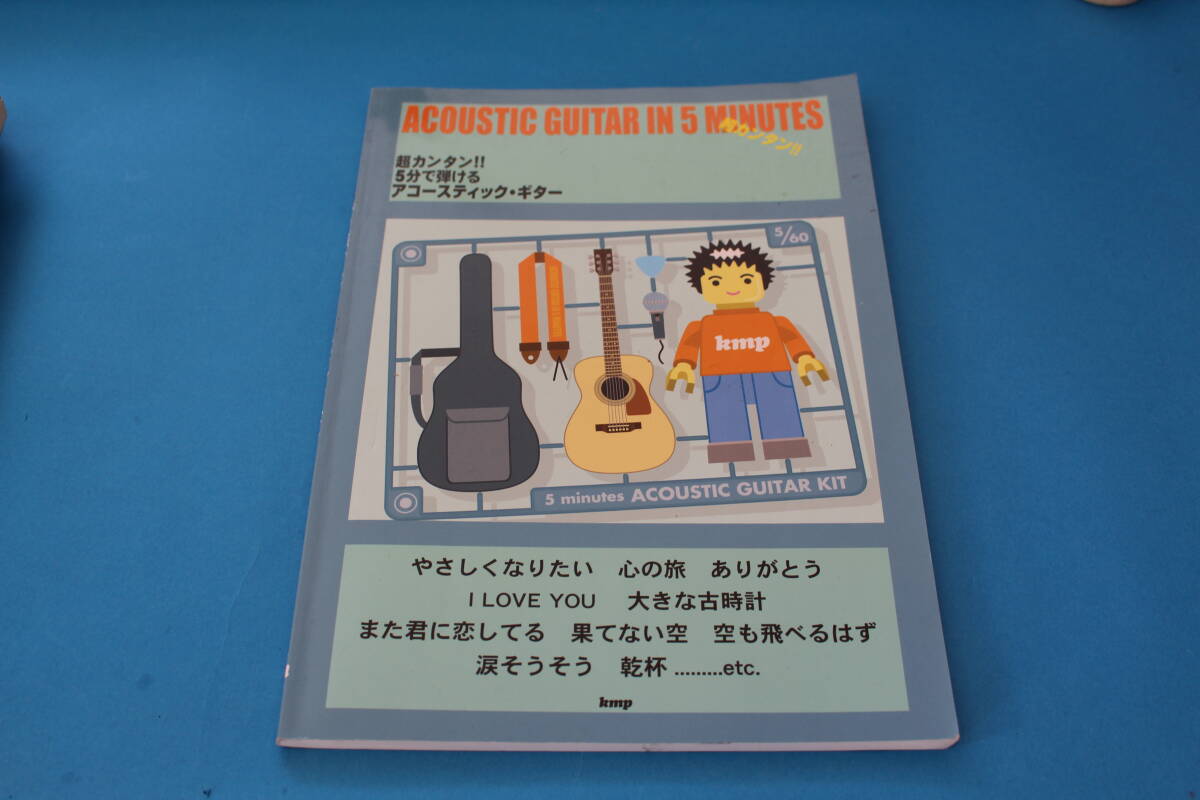 ACOUSTIC GUITAR IN 5 MINUTES
超カンタン!!
超カンタン!!
5分で弾ける
アコースティック・ギター
5/60
kmp
5 minutes ACOUSTIC GUITAR KIT
やさしくなりたい 心の旅 ありがとう
I LOVE YOU 大きな古時計
また君に恋してる 果てない空 空も飛べるはず
涙そうそう 乾杯 .........etc.
kmp